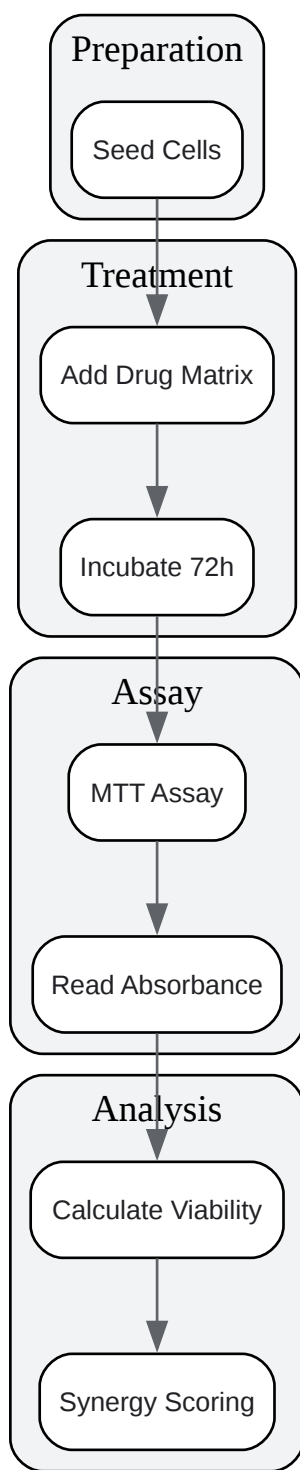 Preparation
Seed Cells
Treatment
Add Drug Matrix
Incubate 72h
Assay
MTT Assay
Read Absorbance
Analysis
Calculate Viability
Synergy Scoring